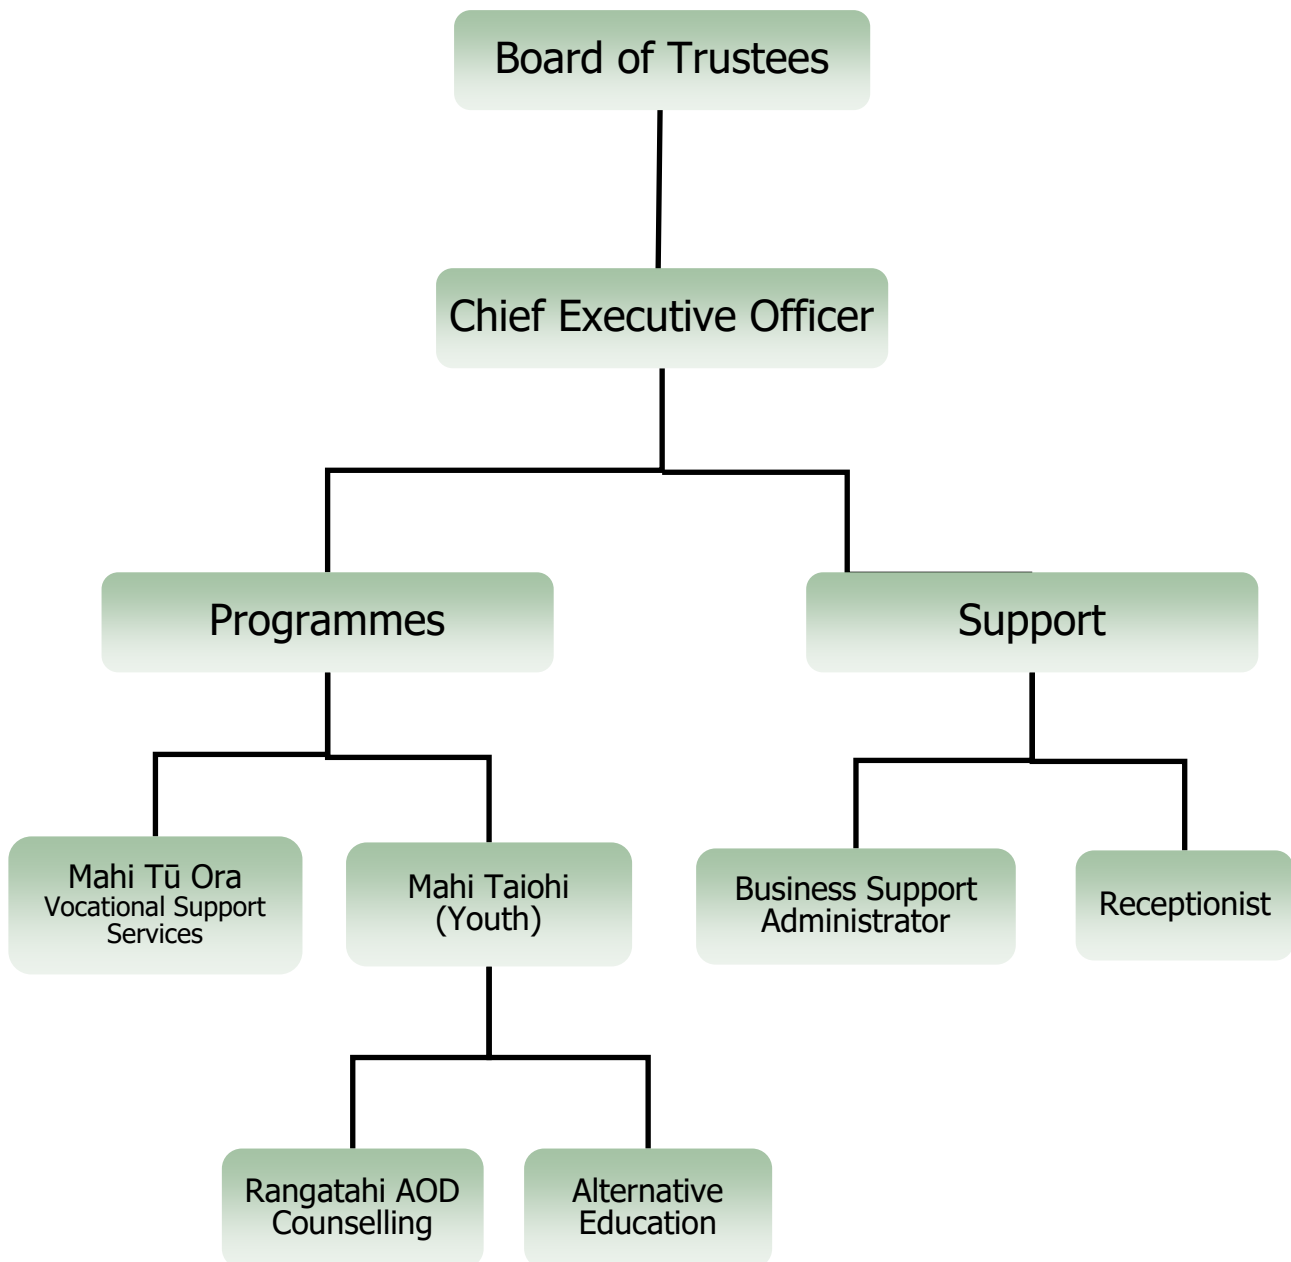 Board of Trustees
Chief Executive Officer
Programmes
Support
Mahi Tū Ora
Vocational Support
Services
Mahi Taiohi
(Youth)
Business Support
Administrator
Receptionist
Rangatahi AOD
Counselling
Alternative
Education